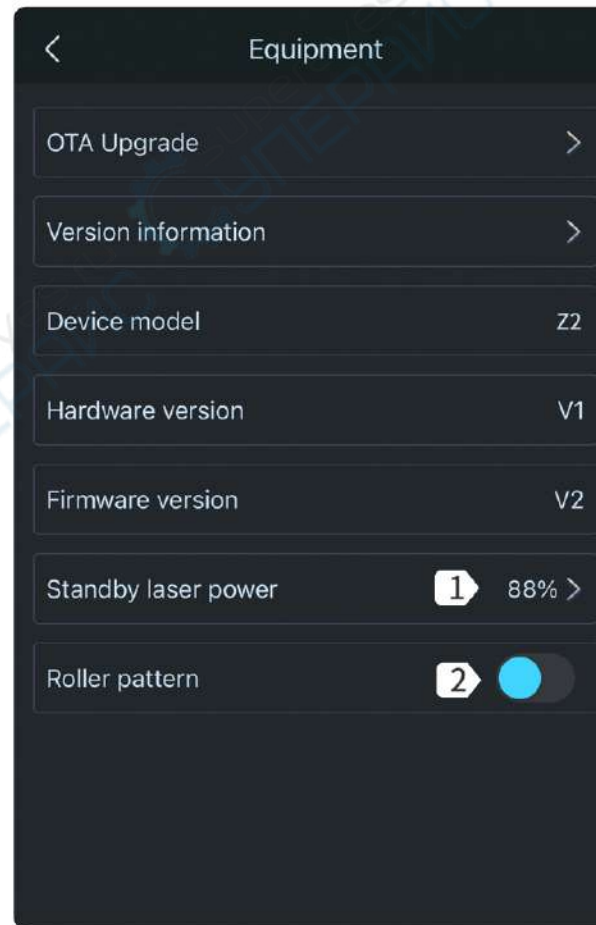 Equipment
OTA Upgrade
Version information
Device model Z2
Hardware version V1
Firmware version V2
Standby laser power 1 88%
Roller pattern 2